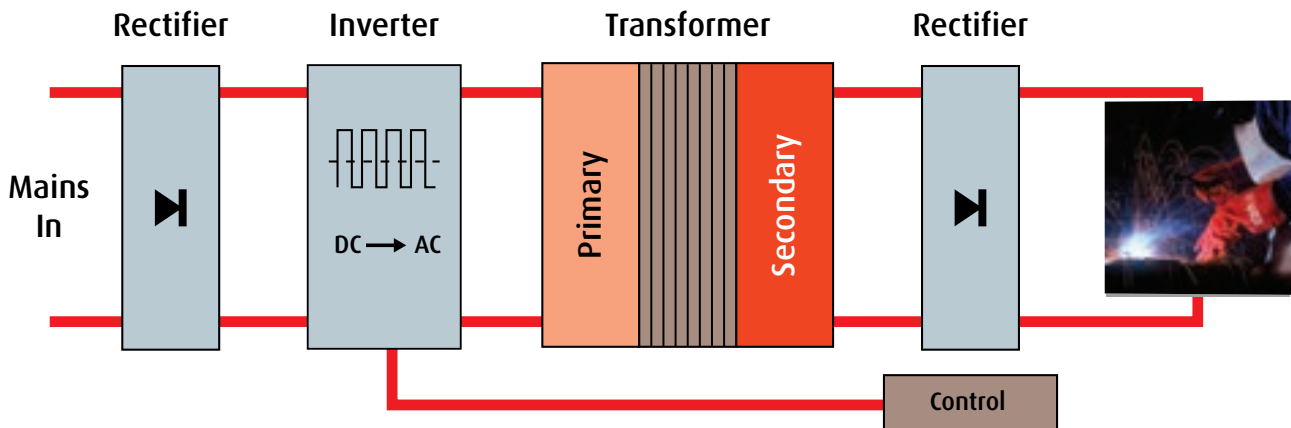 Rectifier
Inverter
Transformer
Rectifier
Mains
In
DC → AC
Primary
Secondary
Control